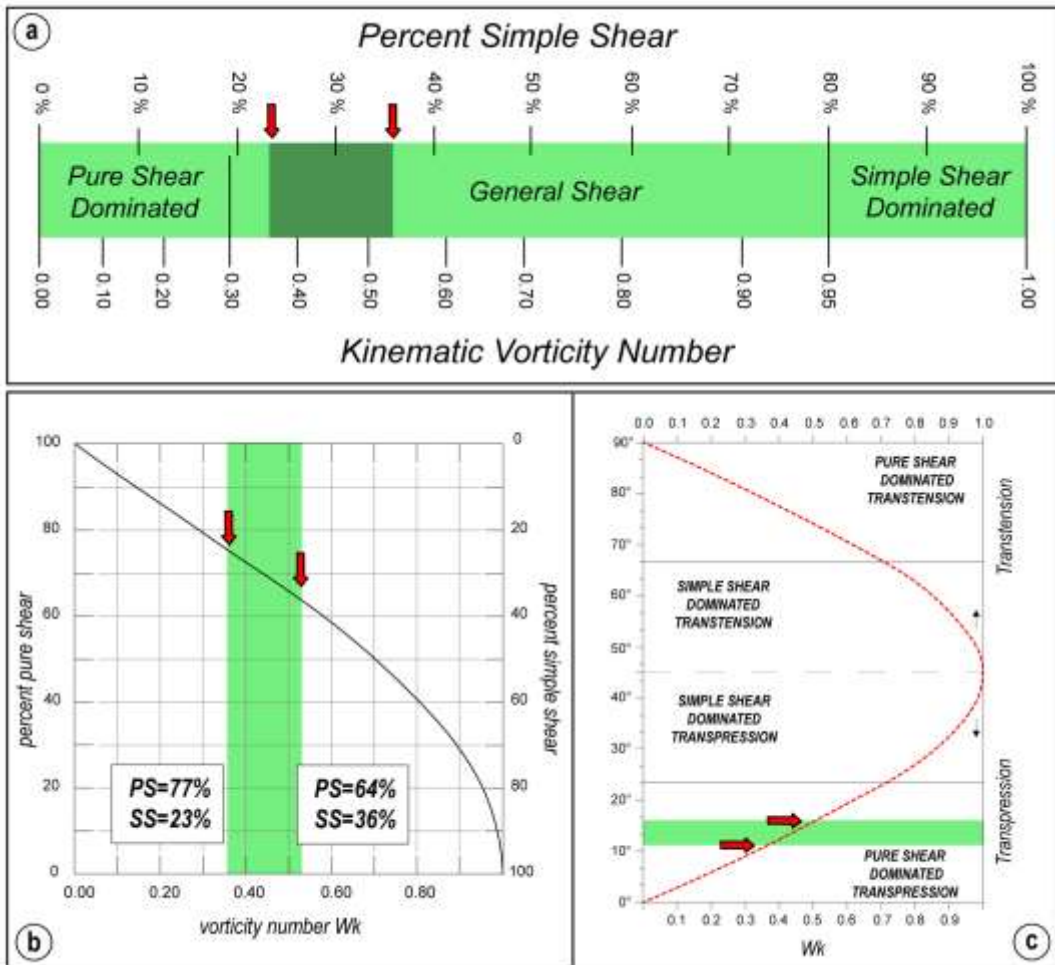 a
Percent Simple Shear
0 %
10 %
20 %
30 %
40 %
50 %
60 %
70 %
80 %
90 %
100 %
Pure Shear
Dominated
General Shear
Simple Shear
Dominated
0.00
0.10
0.20
0.30
0.40
0.50
0.60
0.70
0.80
0.90
0.95
1.00
Kinematic Vorticity Number
100
80
60
40
20
0
percent pure shear
0
20
40
60
80
100
percent simple shear
PS=77%
SS=23%
PS=64%
SS=36%
0.00
0.20
0.40
0.60
0.80
vorticity number Wk
b
0.0
0.1
0.2
0.3
0.4
0.5
0.6
0.7
0.8
0.9
1.0
90°
80°
70°
60°
50°
40°
30°
20°
10°
0°
PURE SHEAR
DOMINATED
TRANSTENSION
SIMPLE SHEAR
DOMINATED
TRANSTENSION
SIMPLE SHEAR
DOMINATED
TRANSPRESSION
PURE SHEAR
DOMINATED
TRANSPRESSION
Transtension
Transpression
0.1
0.2
0.3
0.4
0.5
0.6
0.7
0.8
0.9
Wk
c